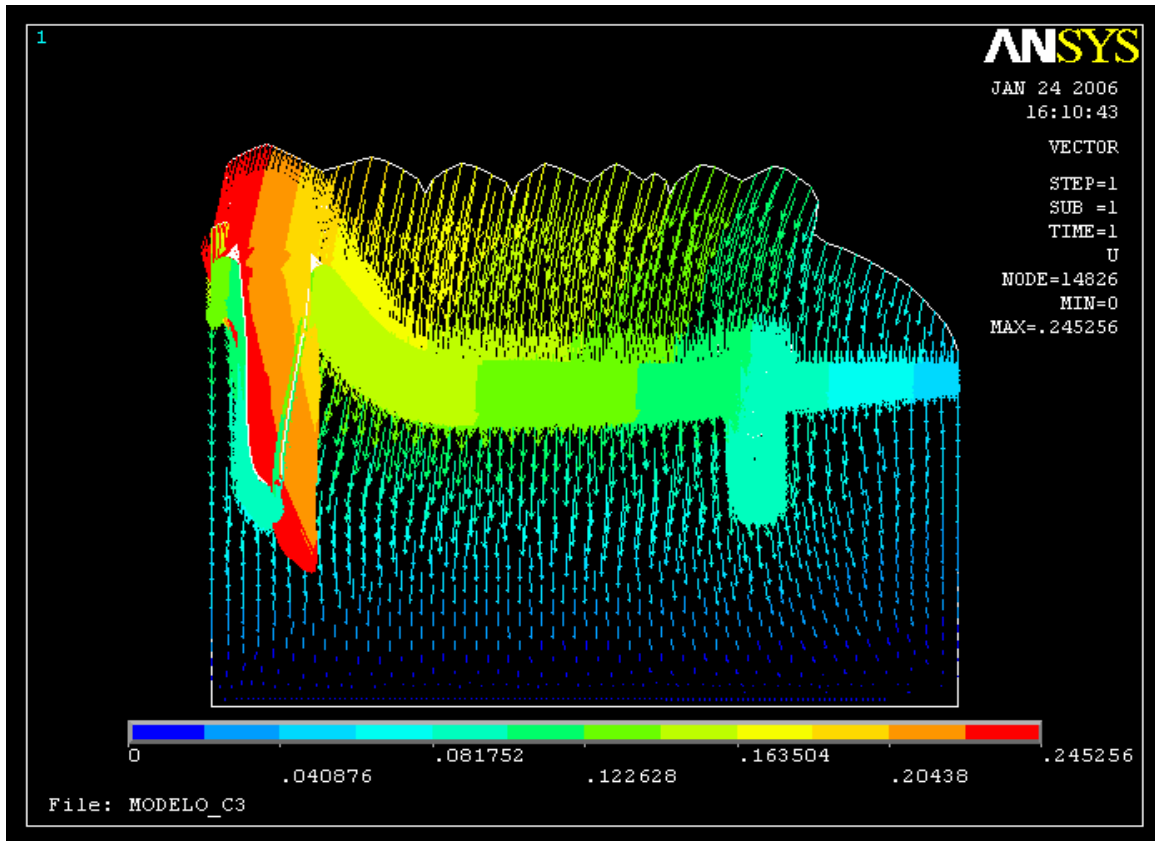 1
ANSYS
JAN 24 2006
16:10:43
VECTOR
STEP=1
SUB =1
TIME=1
U
NODE=14826
MIN=0
MAX=.245256
0
.040876
.081752
.122628
.163504
.20438
.245256
File: MODELO_C3